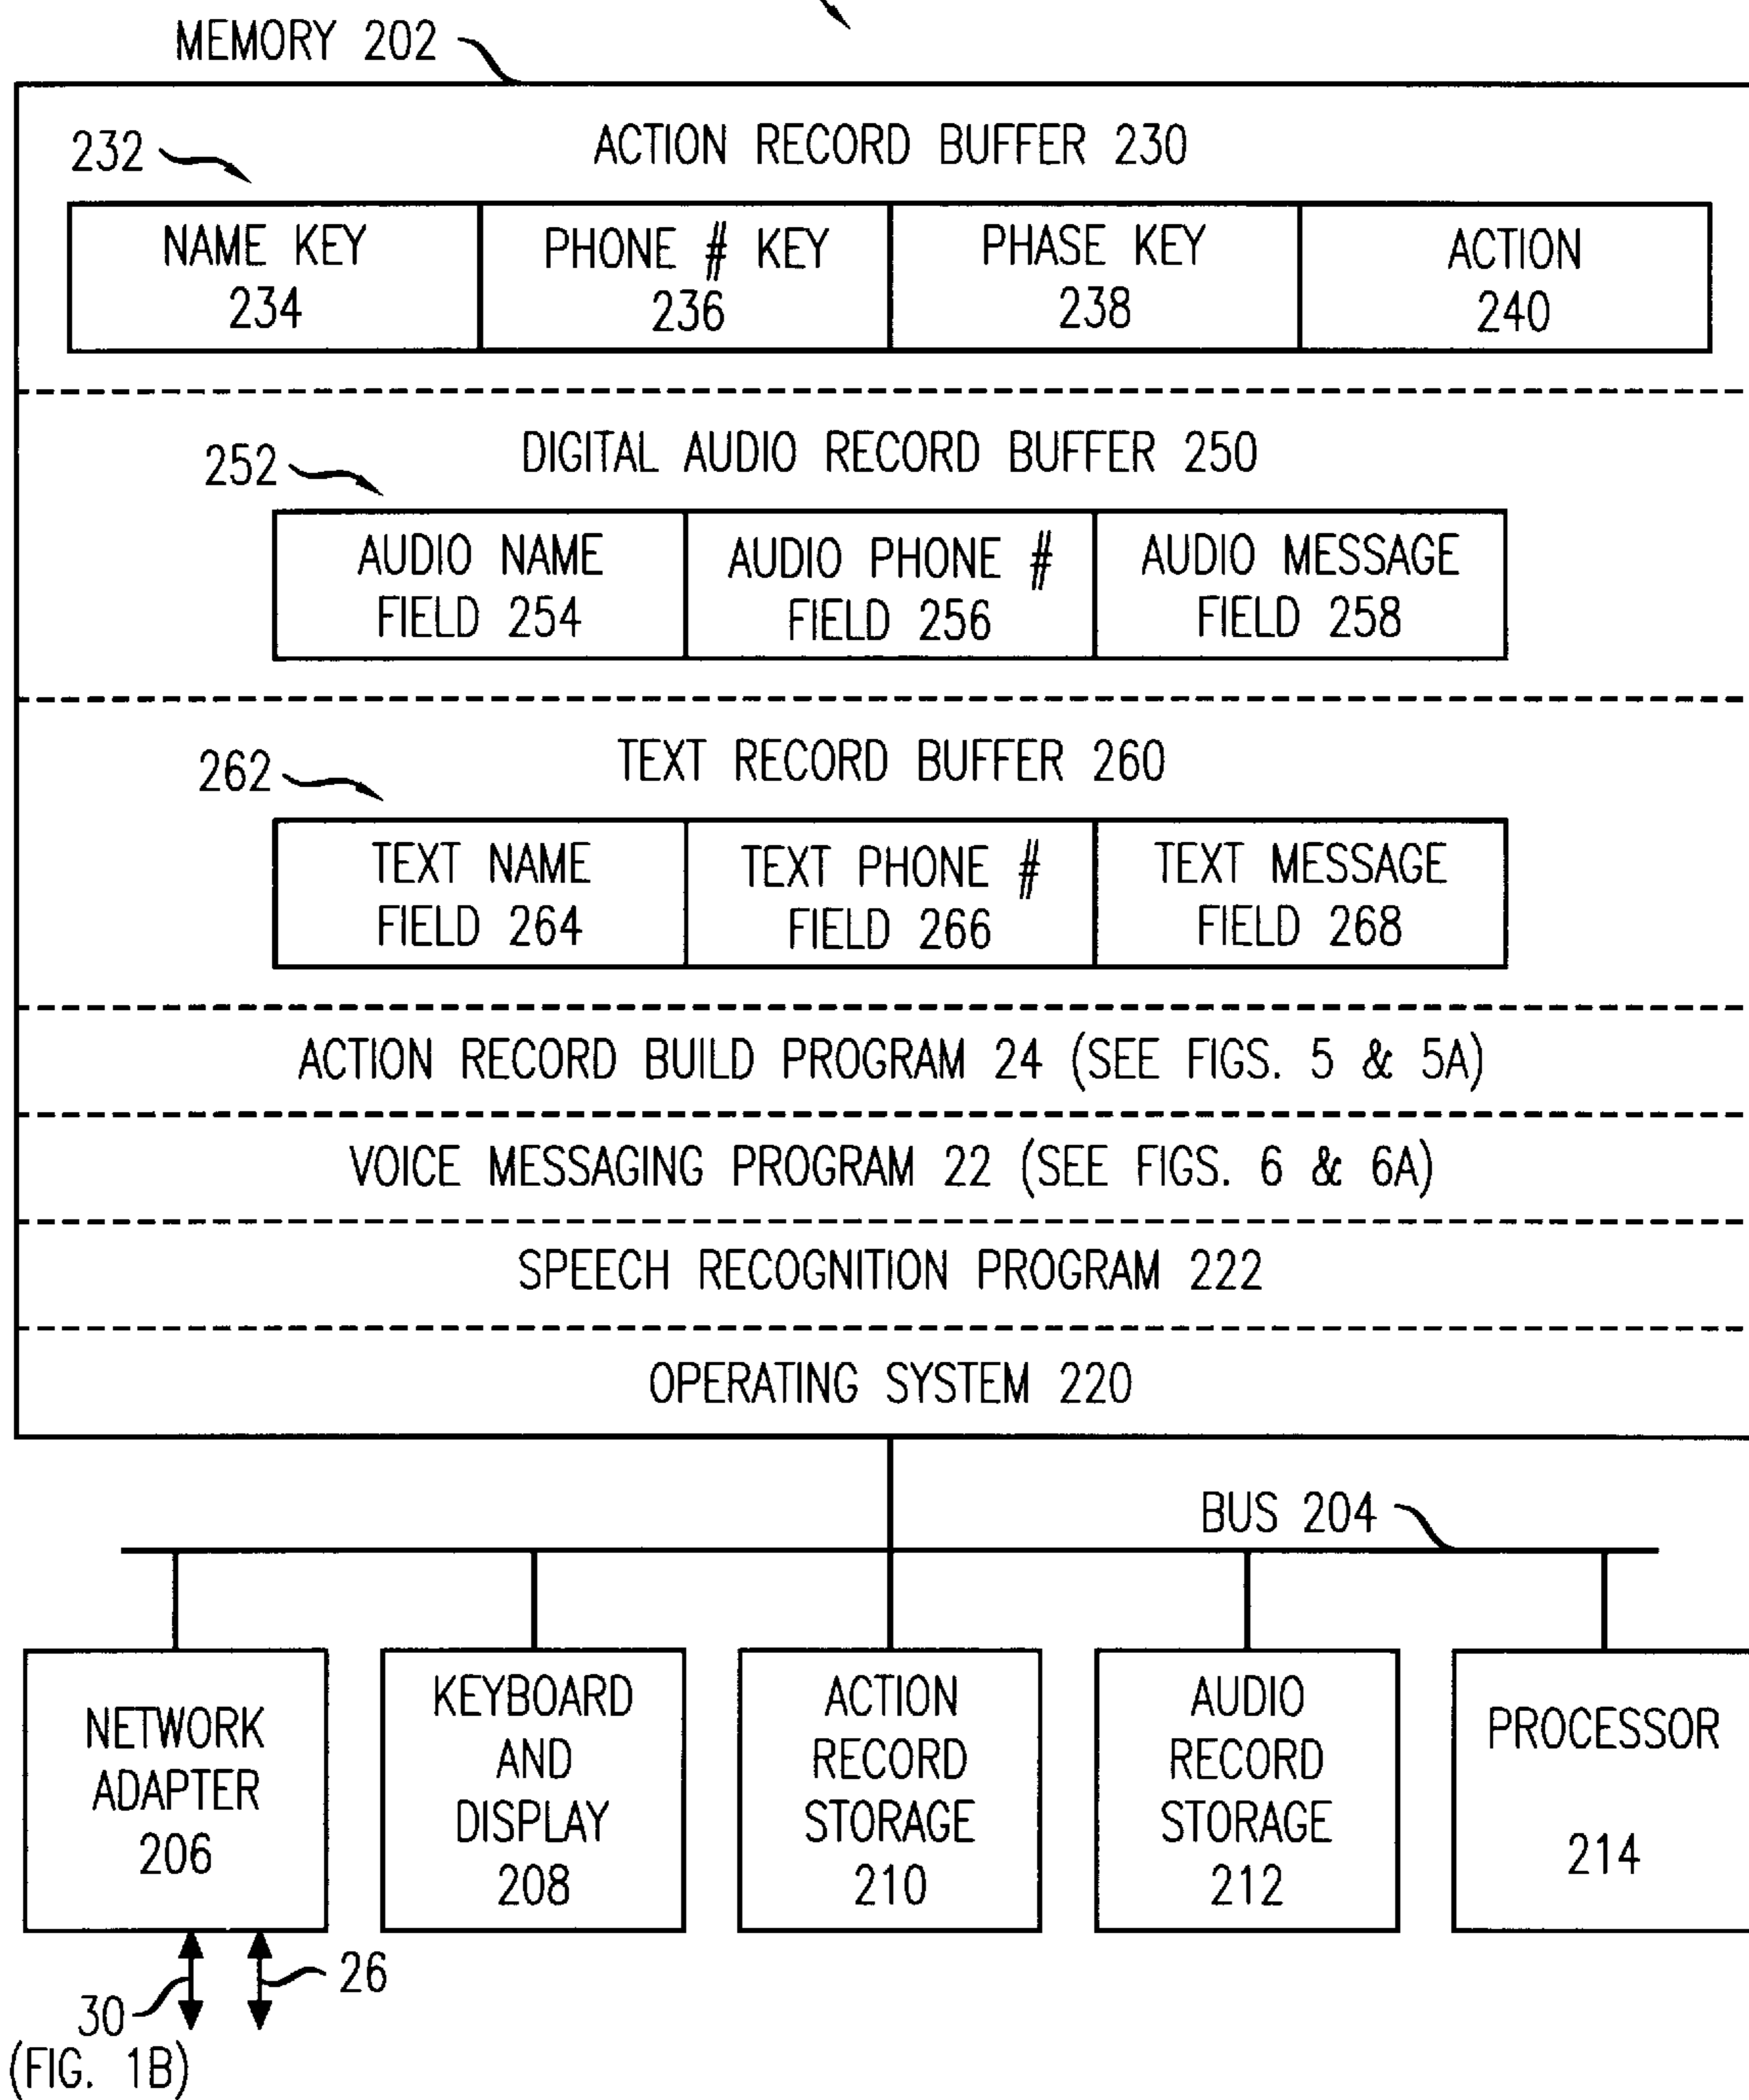 MEMORY 202
ACTION RECORD BUFFER 230
232
NAME KEY
234
PHONE # KEY
236
PHASE KEY
238
ACTION
240
DIGITAL AUDIO RECORD BUFFER 250
252
AUDIO NAME
FIELD 254
AUDIO PHONE #
FIELD 256
AUDIO MESSAGE
FIELD 258
TEXT RECORD BUFFER 260
262
TEXT NAME
FIELD 264
TEXT PHONE #
FIELD 266
TEXT MESSAGE
FIELD 268
ACTION RECORD BUILD PROGRAM 24 (SEE FIGS. 5 & 5A)
VOICE MESSAGING PROGRAM 22 (SEE FIGS. 6 & 6A)
SPEECH RECOGNITION PROGRAM 222
OPERATING SYSTEM 220
BUS 204
NETWORK
ADAPTER
206
KEYBOARD
AND
DISPLAY
208
ACTION
RECORD
STORAGE
210
AUDIO
RECORD
STORAGE
212
PROCESSOR
214
26
30
(FIG. 1B)